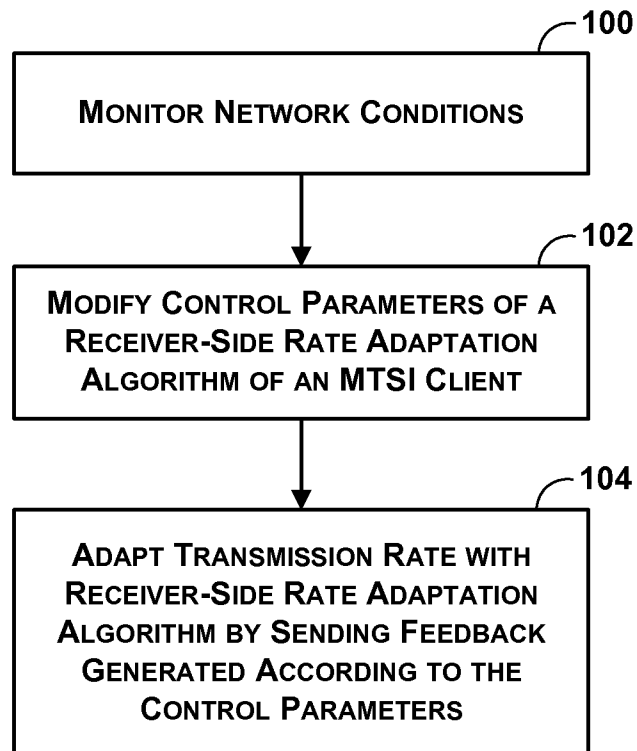 100
MONITOR NETWORK CONDITIONS
102
MODIFY CONTROL PARAMETERS OF A
RECEIVER-SIDE RATE ADAPTATION
ALGORITHM OF AN MTSI CLIENT
104
ADAPT TRANSMISSION RATE WITH
RECEIVER-SIDE RATE ADAPTATION
ALGORITHM BY SENDING FEEDBACK
GENERATED ACCORDING TO THE
CONTROL PARAMETERS